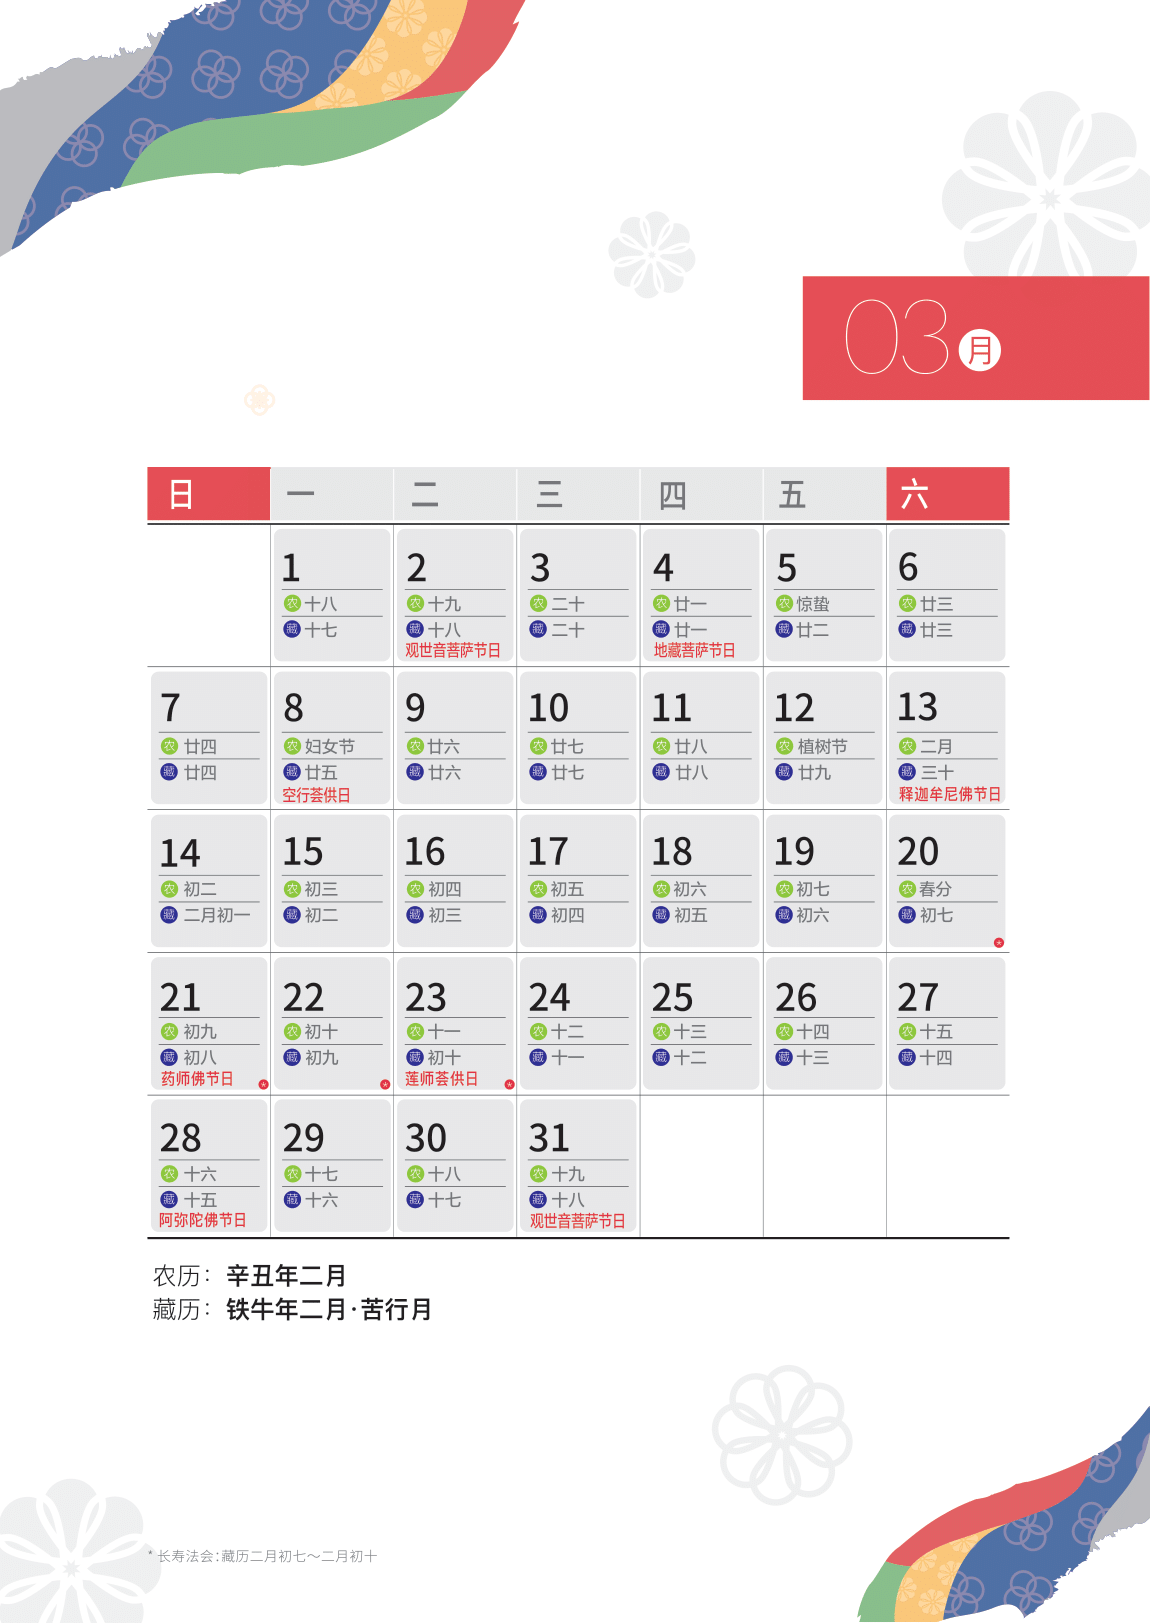 03 月
日 一 二 三 四 五 六
1 2 3 4 5 6
农 十八 农 十九 农 二十 农 廿一 农 惊蛰 农 廿三
藏 十七 藏 十八 藏 二十 藏 廿一 藏 廿二 藏 廿三
观世音菩萨节日 地藏菩萨节日
7 8 9 10 11 12 13
农 廿四 农 妇女节 农 廿六 农 廿七 农 廿八 农 植树节 农 二月
藏 廿四 藏 廿五 藏 廿六 藏 廿七 藏 廿八 藏 廿九 藏 三十
空行荟供日 释迦牟尼佛节日
14 15 16 17 18 19 20
农 初二 农 初三 农 初四 农 初五 农 初六 农 初七 农 春分
藏 二月初一 藏 初二 藏 初三 藏 初四 藏 初五 藏 初六 藏 初七
*
21 22 23 24 25 26 27
农 初九 农 初十 农 十一 农 十二 农 十三 农 十四 农 十五
藏 初八 藏 初九 藏 初十 藏 十一 藏 十二 藏 十三 藏 十四
药师佛节日 * * 莲师荟供日 *
28 29 30 31
农 十六 农 十七 农 十八 农 十九
藏 十五 藏 十六 藏 十七 藏 十八
阿弥陀佛节日 观世音菩萨节日
农历：辛丑年二月
藏历：铁牛年二月·苦行月
* 长寿法会：藏历二月初七～二月初十